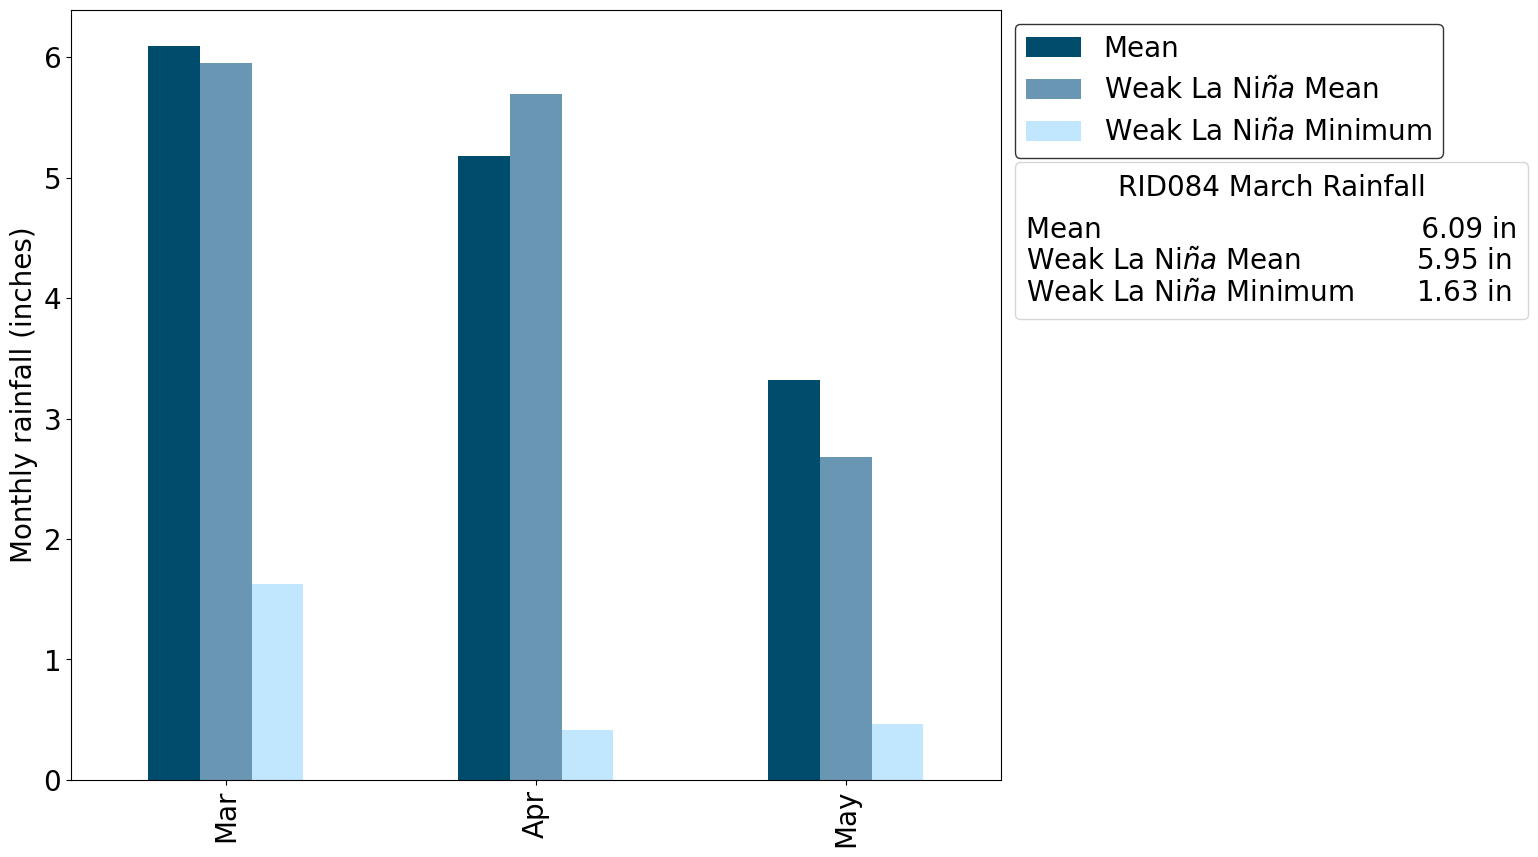 Monthly rainfall (inches)
6
5
4
3
2
1
0
Mar
Apr
May
Mean
Weak La Niña Mean
Weak La Niña Minimum
RID084 March Rainfall
Mean 6.09 in
Weak La Niña Mean 5.95 in
Weak La Niña Minimum 1.63 in